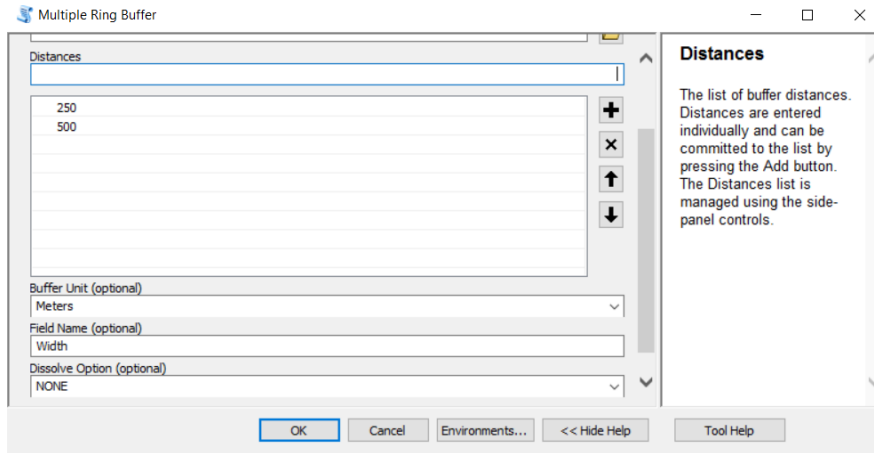 Multiple Ring Buffer
Distances
250
500
Buffer Unit (optional)
Meters
Field Name (optional)
Width
Dissolve Option (optional)
NONE
OK
Cancel
Environments...
<< Hide Help
Tool Help
Distances
The list of buffer distances.
Distances are entered
individually and can be
committed to the list by
pressing the Add button.
The Distances list is
managed using the side-
panel controls.